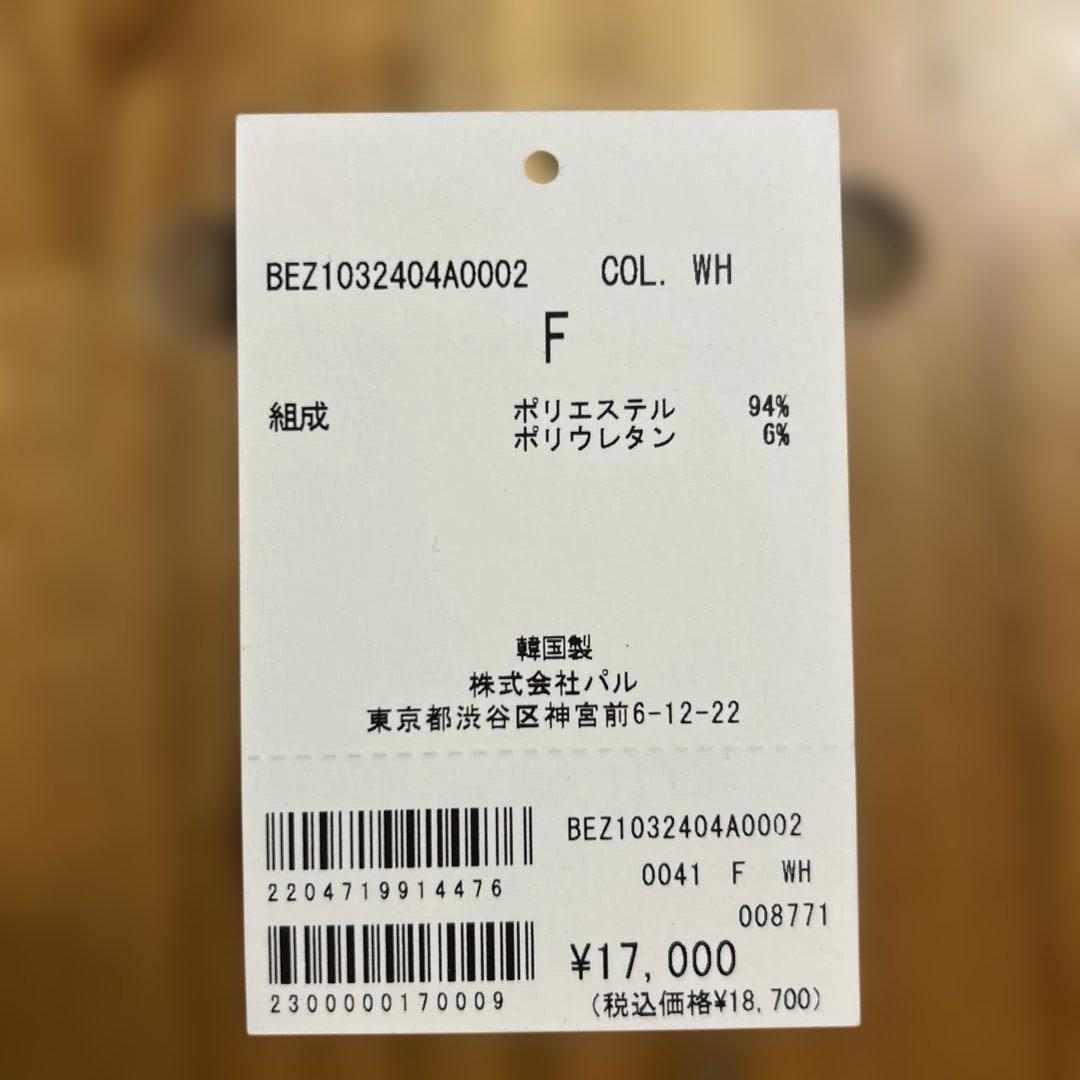 BEZ1032404A0002 COL. WH
F
組成 ポリエステル 94%
ポリウレタン 6%
韓国製
株式会社パル
東京都渋谷区神宮前6-12-22
BEZ1032404A0002
0041 F WH
2204719914476
008771
¥17,000
2300000170009
(税込価格¥18,700)